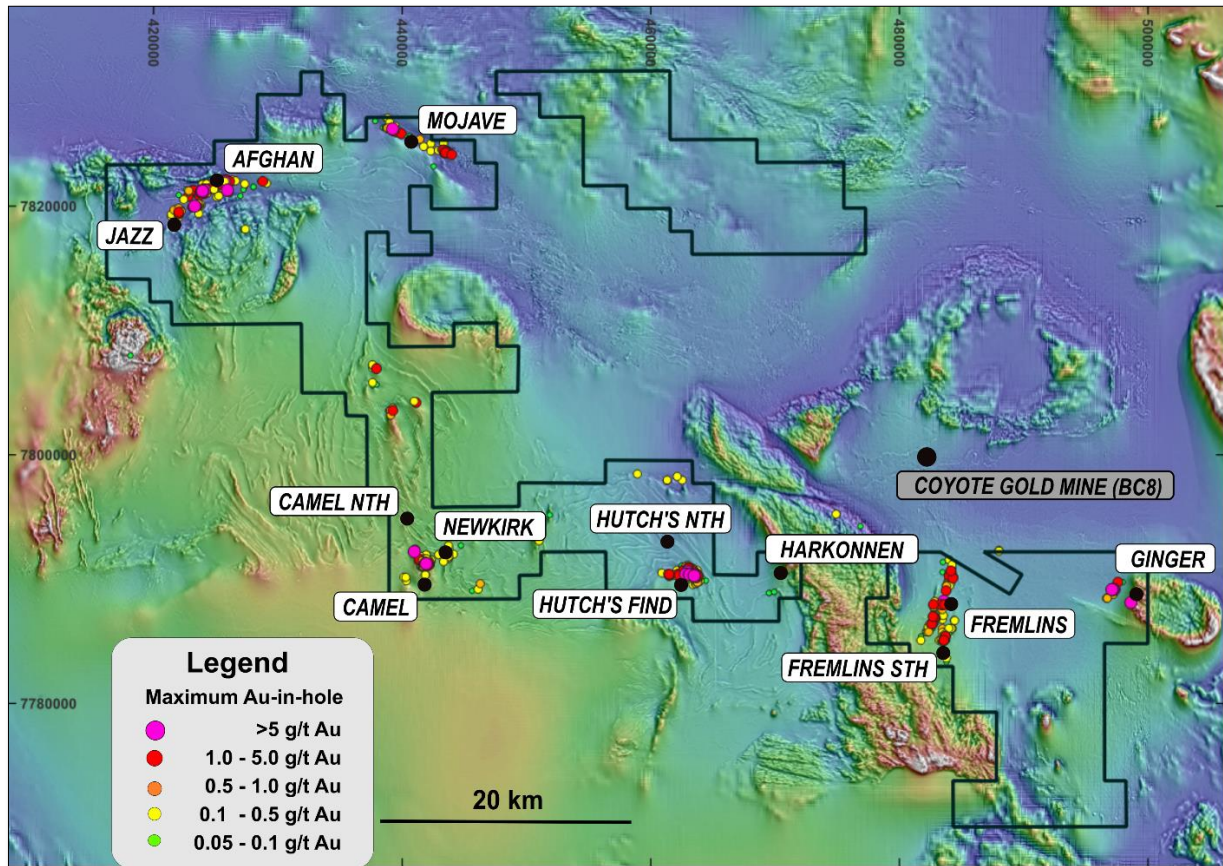 420000
440000
460000
480000
500000
MOJAVE
AFGHAN
7820000
JAZZ
7800000
COYOTE GOLD MINE (BC8)
CAMEL NTH
NEWKIRK
HUTCH'S NTH
HARKONNEN
GINGER
CAMEL
HUTCH'S FIND
FREMLINS
FREMLINS STH
7780000
Legend
Maximum Au-in-hole
>5 g/t Au
1.0 - 5.0 g/t Au
0.5 - 1.0 g/t Au
0.1 - 0.5 g/t Au
0.05 - 0.1 g/t Au
20 km